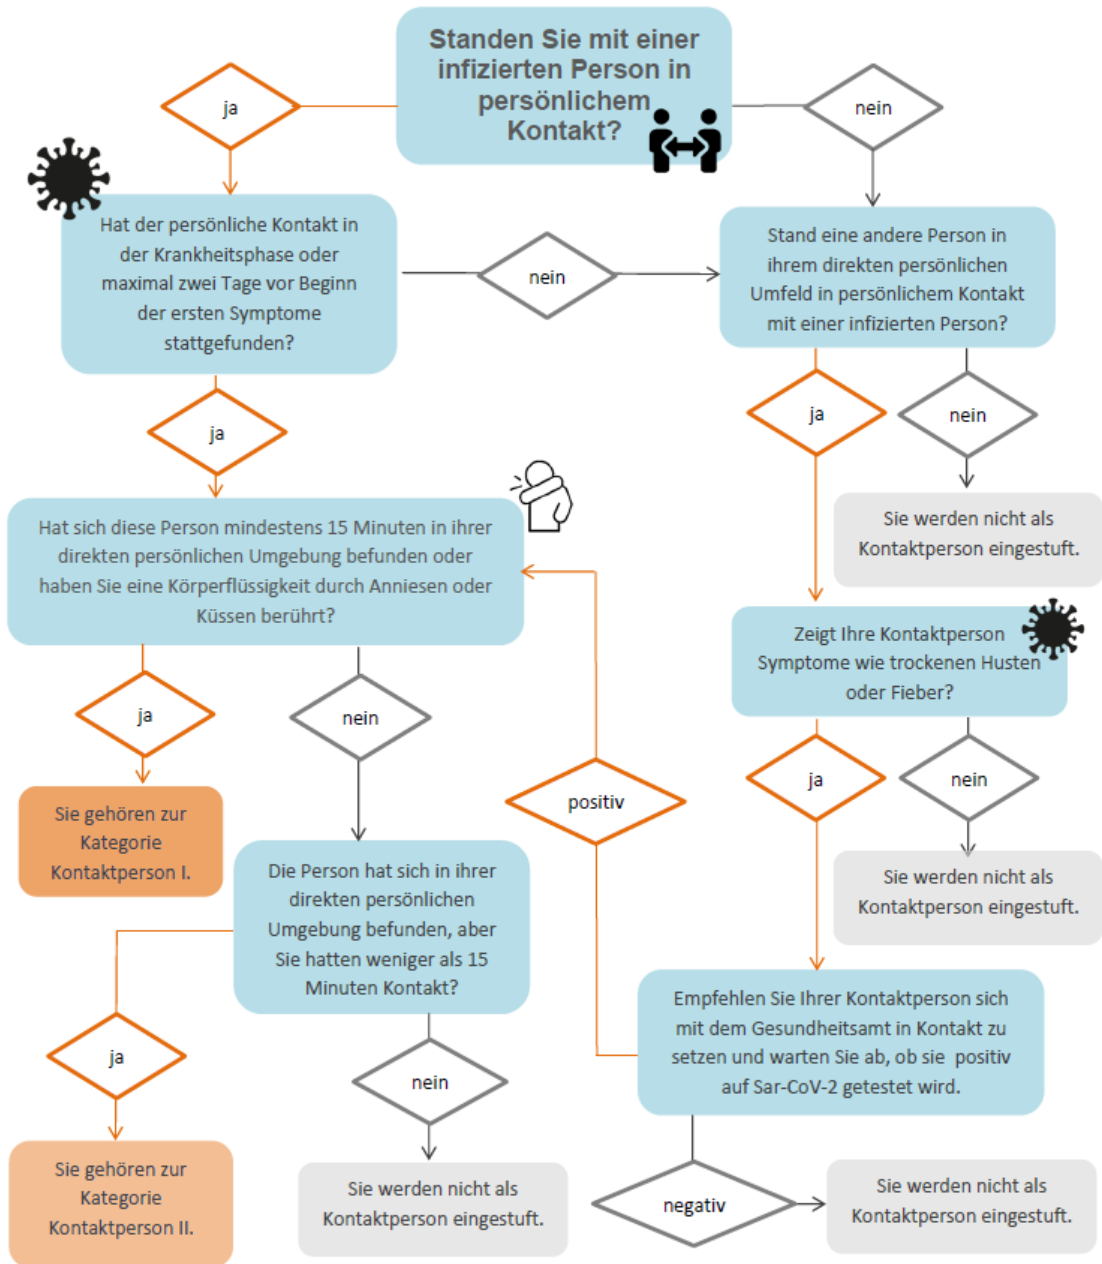 Standen Sie mit einer
infizierten Person in
persönlichem
Kontakt?
ja
nein
Hat der persönliche Kontakt in
der Krankheitsphase oder
maximal zwei Tage vor Beginn
der ersten Symptome
stattgefunden?
nein
Stand eine andere Person in
ihrem direkten persönlichen
Umfeld in persönlichem Kontakt
mit einer infizierten Person?
ja
ja
nein
Sie werden nicht als
Kontaktperson eingestuft.
Hat sich diese Person mindestens 15 Minuten in ihrer
direkten persönlichen Umgebung befunden oder
haben Sie eine Körperflüssigkeit durch Anniesen oder
Küssen berührt?
Zeigt Ihre Kontaktperson
Symptome wie trockenen Husten
oder Fieber?
ja
nein
ja
nein
positiv
Sie gehören zur
Kategorie
Kontaktperson I.
Die Person hat sich in ihrer
direkten persönlichen
Umgebung befunden, aber
Sie hatten weniger als 15
Minuten Kontakt?
Sie werden nicht als
Kontaktperson eingestuft.
Empfehlen Sie Ihrer Kontaktperson sich
mit dem Gesundheitsamt in Kontakt zu
setzen und warten Sie ab, ob sie positiv
auf Sar-CoV-2 getestet wird.
ja
nein
Sie gehören zur
Kategorie
Kontaktperson II.
Sie werden nicht als
Kontaktperson eingestuft.
negativ
Sie werden nicht als
Kontaktperson eingestuft.